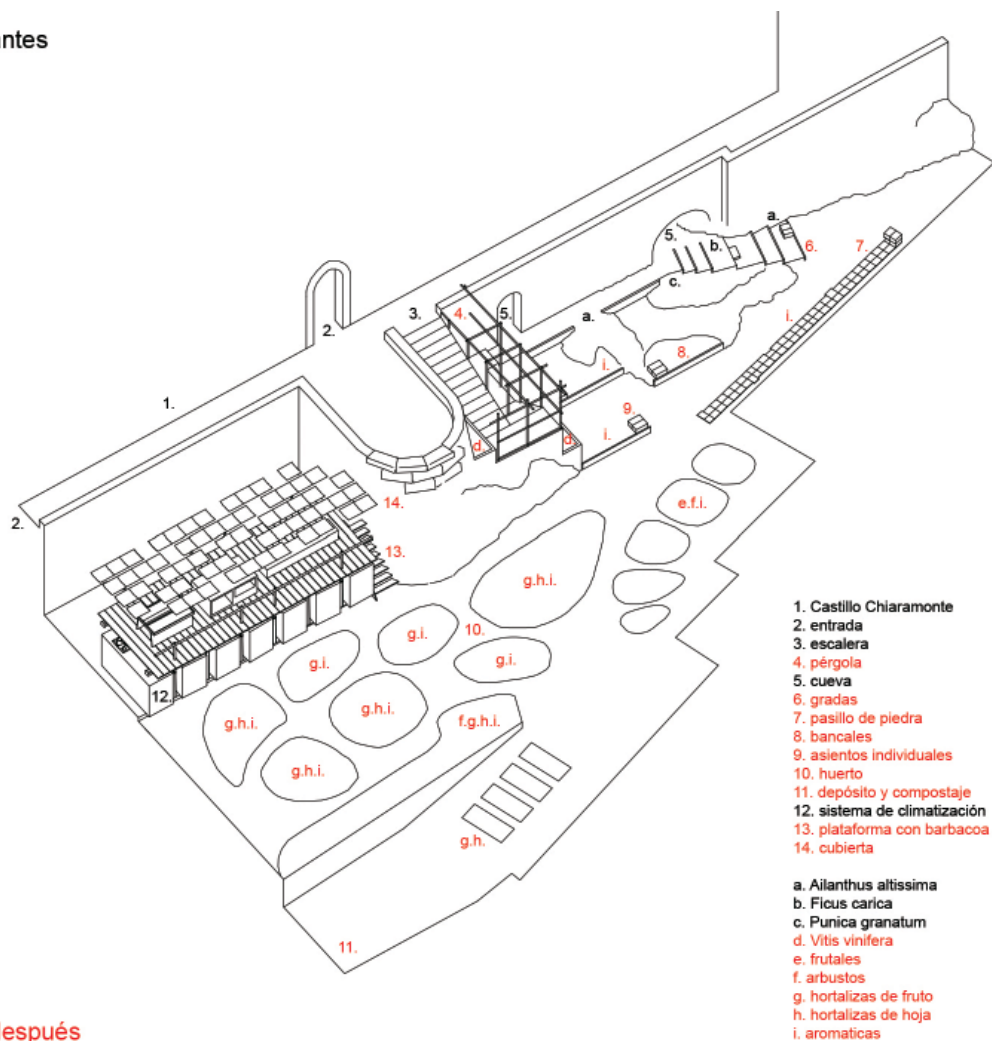 ntes
a.
5.
b.
6.
7.
c.
2.
3.
4.
5.
a.
i.
8.
i.
1.
9.
i.
d
d
14.
2.
e.f.i.
13.
g.h.i.
g.i.
10.
g.i.
g.i.
12.
g.h.i.
g.h.i.
f.g.h.i.
g.h.i.
g.h.
11.
1. Castillo Chiaramonte
2. entrada
3. escalera
4. pérgola
5. cueva
6. gradas
7. pasillo de piedra
8. bancales
9. asientos individuales
10. huerto
11. depósito y compostaje
12. sistema de climatización
13. plataforma con barbacoa
14. cubierta
a. Ailanthus altissima
b. Ficus carica
c. Punica granatum
d. Vitis vinifera
e. frutales
f. arbustos
g. hortalizas de fruto
h. hortalizas de hoja
i. aromaticas
lespués